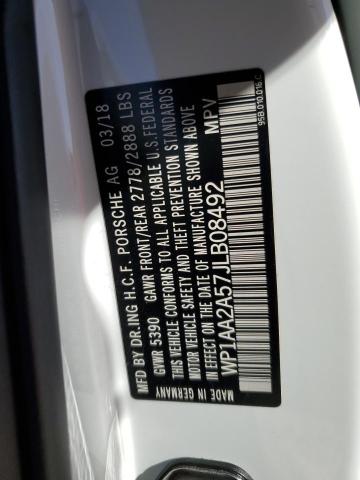 MFD BY DR.ING H.C.F. PORSCHE AG 03/18
GVWR 5390 GAWR FRONT/REAR 2778/2888 LBS
THIS VEHICLE CONFORMS TO ALL APPLICABLE U.S.FEDERAL
MOTOR VEHICLE SAFETY AND THEFT PREVENTION STANDARDS
IN EFFECT ON THE DATE OF MANUFACTURE SHOWN ABOVE
WP1AA2A57JLB08492 MPV
MADE IN GERMANY
95B.010.016.C